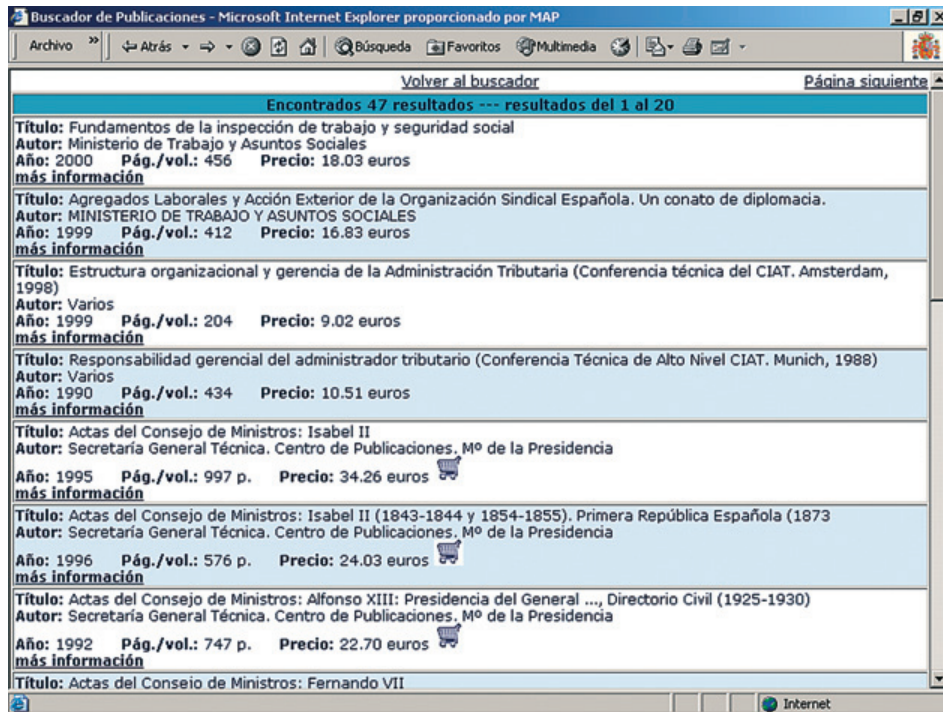 Buscador de Publicaciones - Microsoft Internet Explorer proporcionado por MAP
Archivo » Atrás Búsqueda Favoritos Multimedia
Volver al buscador Página siguiente
Encontrados 47 resultados --- resultados del 1 al 20
Título: Fundamentos de la inspección de trabajo y seguridad social
Autor: Ministerio de Trabajo y Asuntos Sociales
Año: 2000 Pág./vol.: 456 Precio: 18.03 euros
más información
Título: Agregados Laborales y Acción Exterior de la Organización Sindical Española. Un conato de diplomacia.
Autor: MINISTERIO DE TRABAJO Y ASUNTOS SOCIALES
Año: 1999 Pág./vol.: 412 Precio: 16.83 euros
más información
Título: Estructura organizacional y gerencia de la Administración Tributaria (Conferencia técnica del CIAT. Amsterdam,
1998)
Autor: Varios
Año: 1999 Pág./vol.: 204 Precio: 9.02 euros
más información
Título: Responsabilidad gerencial del administrador tributario (Conferencia Técnica de Alto Nivel CIAT. Munich, 1988)
Autor: Varios
Año: 1990 Pág./vol.: 434 Precio: 10.51 euros
más información
Título: Actas del Consejo de Ministros: Isabel II
Autor: Secretaría General Técnica. Centro de Publicaciones. Mº de la Presidencia
Año: 1995 Pág./vol.: 997 p. Precio: 34.26 euros
más información
Título: Actas del Consejo de Ministros: Isabel II (1843-1844 y 1854-1855). Primera República Española (1873
Autor: Secretaría General Técnica. Centro de Publicaciones. Mº de la Presidencia
Año: 1996 Pág./vol.: 576 p. Precio: 24.03 euros
más información
Título: Actas del Consejo de Ministros: Alfonso XIII: Presidencia del General ..., Directorio Civil (1925-1930)
Autor: Secretaría General Técnica. Centro de Publicaciones. Mº de la Presidencia
Año: 1992 Pág./vol.: 747 p. Precio: 22.70 euros
más información
Título: Actas del Consejo de Ministros: Fernando VII
Internet